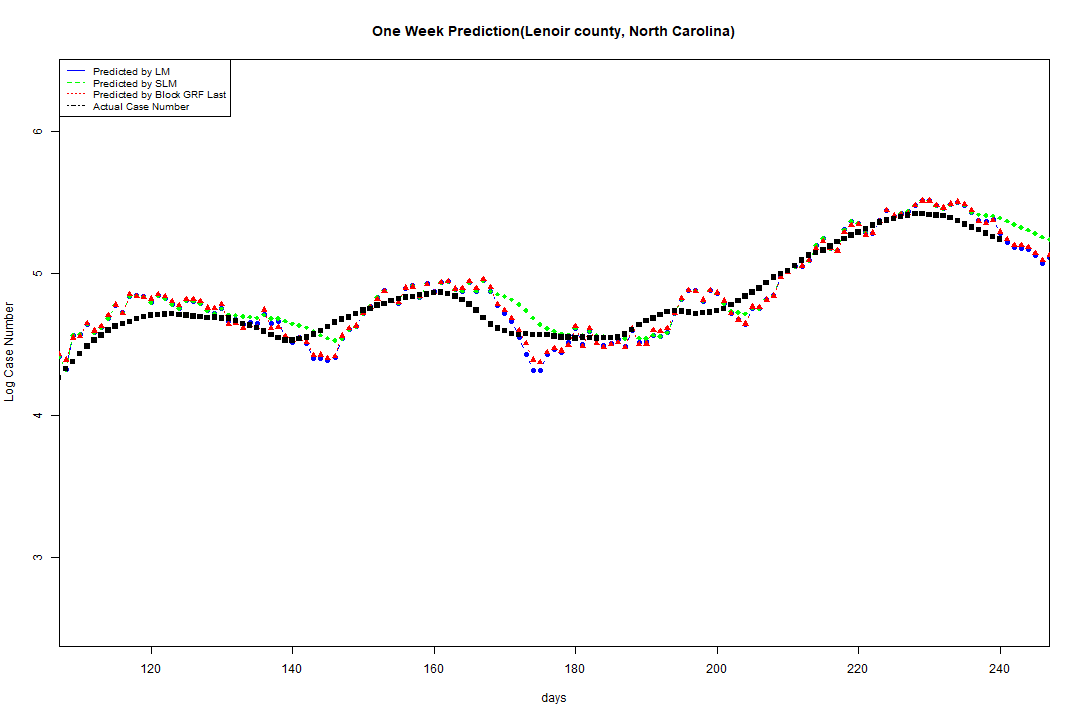 One Week Prediction(Lenoir county, North Carolina)
Predicted by LM
Predicted by SLM
Predicted by Block GRF Last
Actual Case Number
Log Case Number
6
5
4
3
120 140 160 180 200 220 240
days